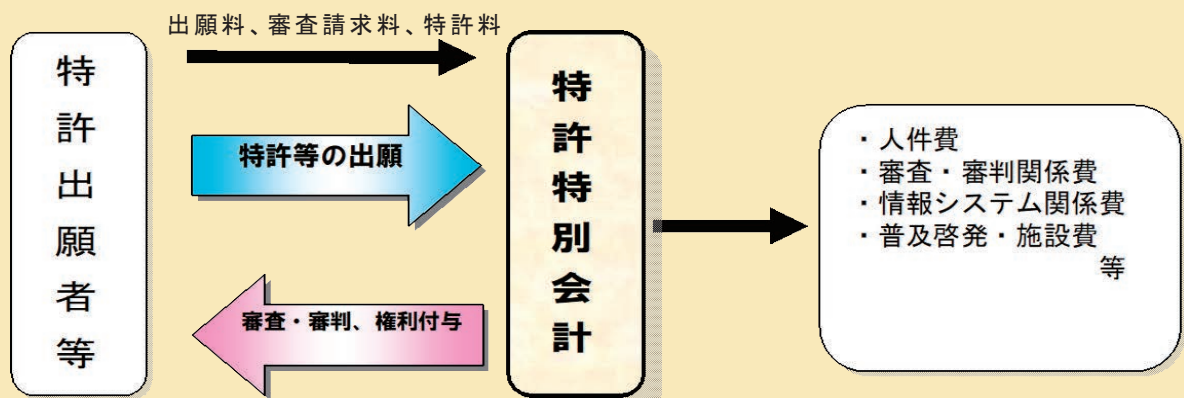 出願料、審査請求料、特許料
特許出願者等
特許等の出願
審査・審判、権利付与
特許特別会計
・人件費
・審査・審判関係費
・情報システム関係費
・普及啓発・施設費
等